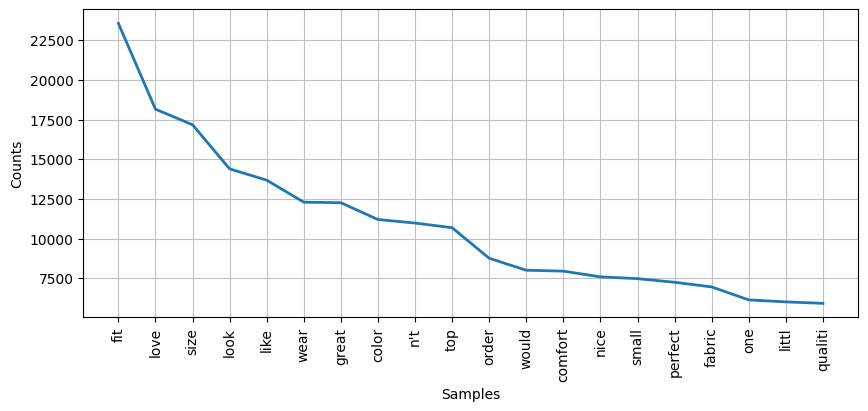 22500
20000
17500
15000
12500
10000
7500
Counts
fit
love
size
look
like
wear
great
color
n't
top
order
would
comfort
nice
small
perfect
fabric
one
littl
qualiti
Samples